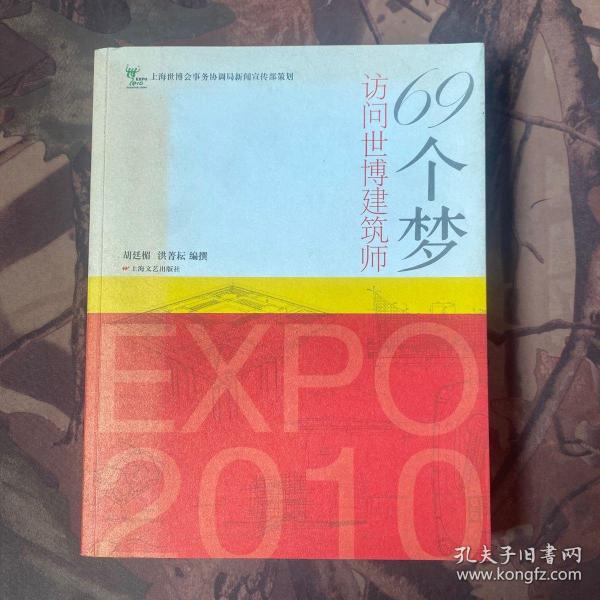 EXPO
上海世博会事务协调局新闻宣传部策划
69个梦
访问世博建筑师
胡廷楣 洪菁耘 编撰
上海文艺出版社
EXPO
2010
孔夫子旧书网
www.kongfz.com